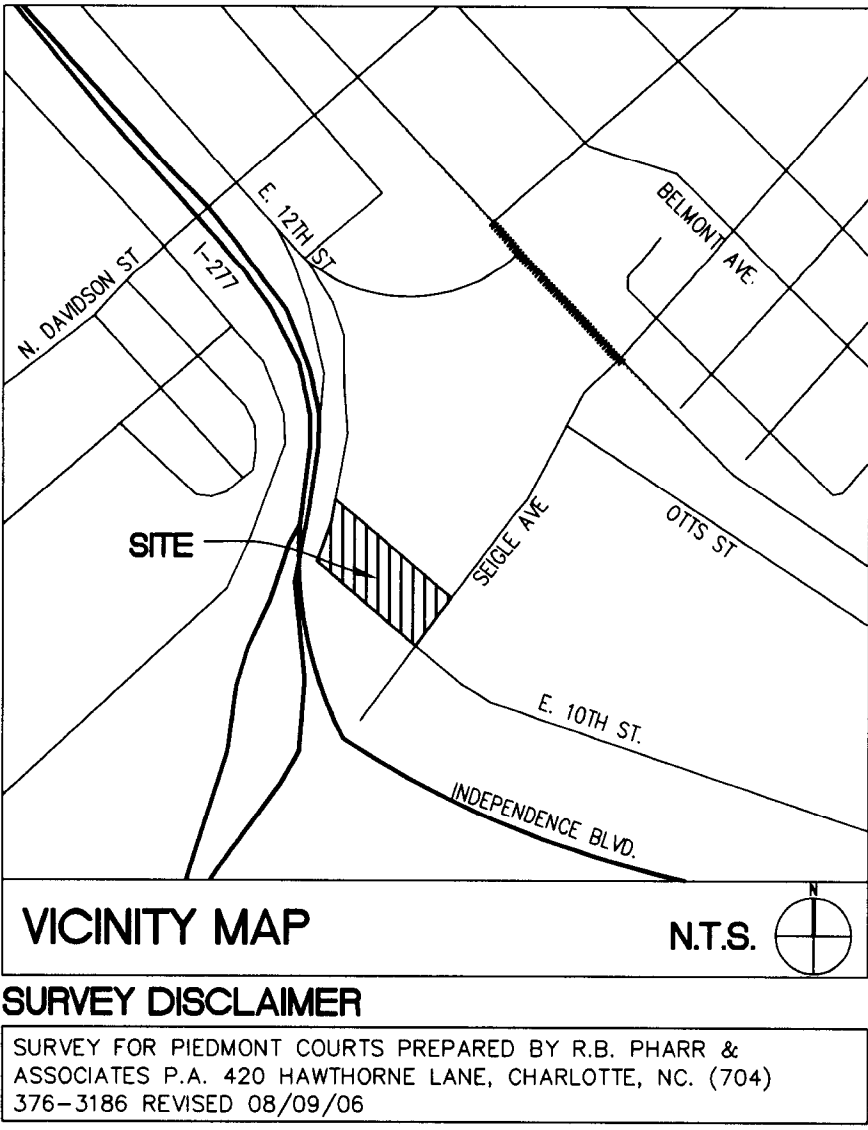 E. 12TH ST
BELMONT AVE.
I-277
N. DAVIDSON ST
OTTS ST
SITE
SEIGLE AVE
E. 10TH ST.
INDEPENDENCE BLVD.
VICINITY MAP
N.T.S.
N
SURVEY DISCLAIMER
SURVEY FOR PIEDMONT COURTS PREPARED BY R.B. PHARR &
ASSOCIATES P.A. 420 HAWTHORNE LANE, CHARLOTTE, NC. (704)
376-3186 REVISED 08/09/06